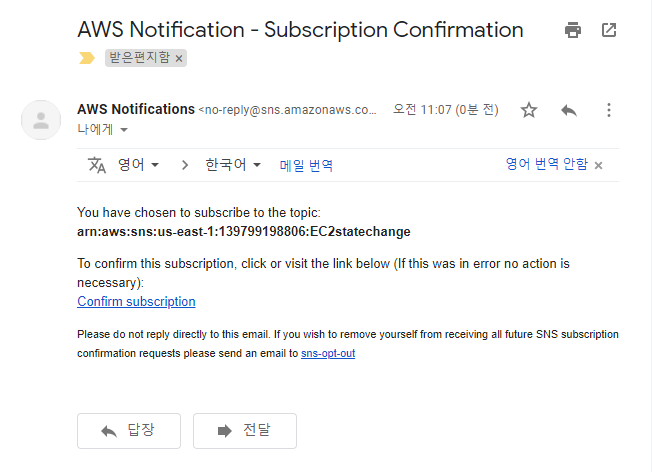 AWS Notification - Subscription Confirmation
받은편지함 ×
AWS Notifications <no-reply@sns.amazonaws.co... 오전 11:07 (0분 전)
나에게
영어 > 한국어 메일 번역 영어 번역 안함 ×
You have chosen to subscribe to the topic:
arn:aws:sns:us-east-1:139799198806:EC2statechange
To confirm this subscription, click or visit the link below (If this was in error no action is
necessary):
Confirm subscription
Please do not reply directly to this email. If you wish to remove yourself from receiving all future SNS subscription
confirmation requests please send an email to sns-opt-out
답장 전달